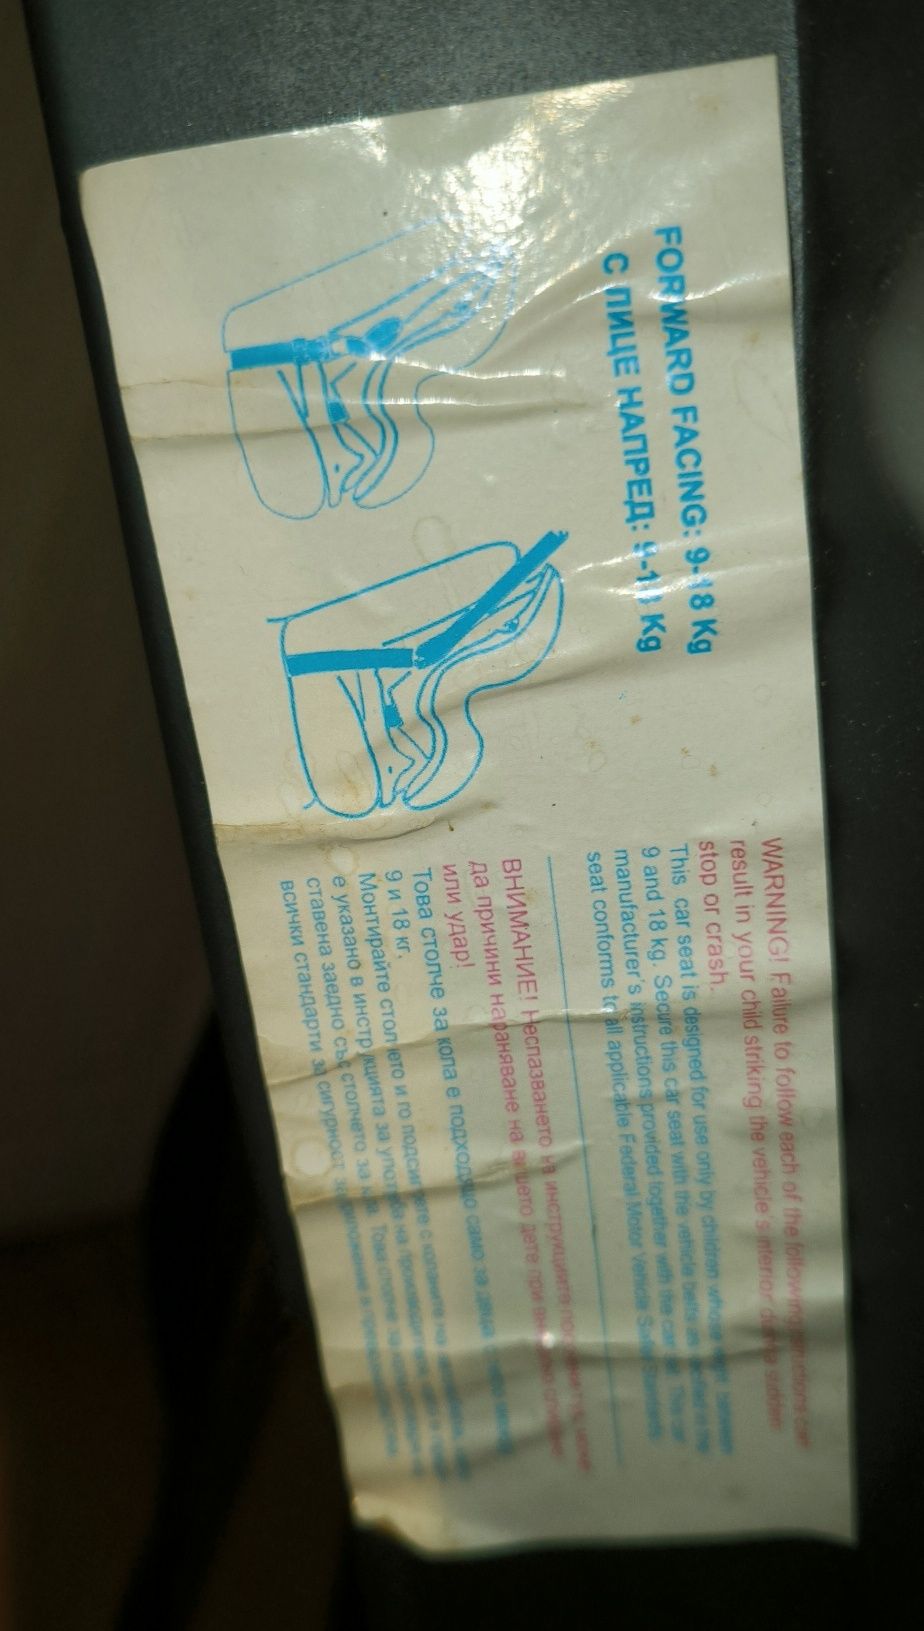 FORWARD FACING: 9-18 Kg
С ЛИЦЕ НАПРЕД: 9-18 Kg
WARNING! Failure to follow each of the following instructions can
result in your child striking the vehicle's interior during sudden
stop or crash.
This car seat is designed for use only by children whose weight between
9 and 18 kg. Secure this car seat with the vehicle belts as
manufacturer's instructions provided together with the car seat. This car
seat conforms to all applicable Federal Motor Vehicle Safety Standards
ВНИМАНИЕ! Неспазването на инструкциите
да причини нараняване на вашето дете при
или удар!
Това столче за кола е подходящо само за деца с
9 и 18 кг.
Монтирайте столчето и го подсигурете с коланите на
е указано в инструкцията за употреба на производителя
ставена заедно със столчето за кола. Това столче за кола
всички стандарти за сигурност